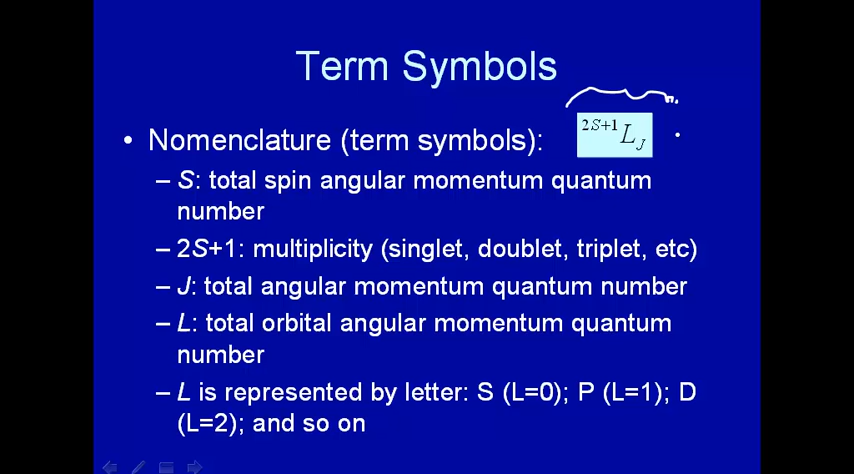 Term Symbols
• Nomenclature (term symbols): 2S+1LJ
– S: total spin angular momentum quantum
number
– 2S+1: multiplicity (singlet, doublet, triplet, etc)
– J: total angular momentum quantum number
– L: total orbital angular momentum quantum
number
– L is represented by letter: S (L=0); P (L=1); D
(L=2); and so on